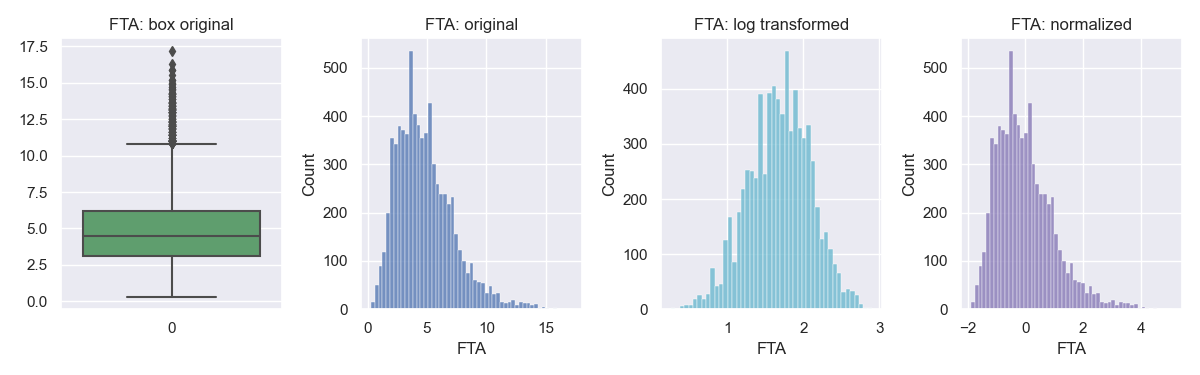 FTA: box original
17.5
15.0
12.5
10.0
7.5
5.0
2.5
0.0
0
FTA: original
Count
500
400
300
200
100
0
0 5 10 15
FTA
FTA: log transformed
Count
400
300
200
100
0
1 2 3
FTA
FTA: normalized
Count
500
400
300
200
100
0
−2 0 2 4
FTA